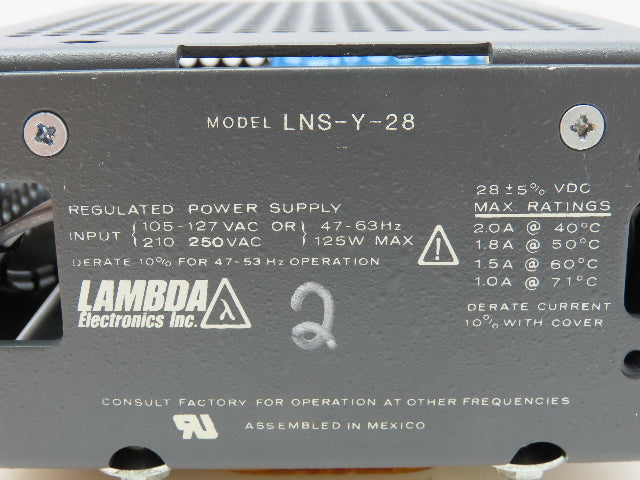 MODEL LNS-Y-28
REGULATED POWER SUPPLY
INPUT {105-127 VAC OR} 47-63Hz
{210 250 VAC } 125W MAX
DERATE 10% FOR 47-53 Hz OPERATION
LAMBDA
Electronics Inc.
λ
!
28 ±5% VDC
MAX. RATINGS
2.0A @ 40°C
1.8A @ 50°C
1.5A @ 60°C
1.0A @ 71°C
DERATE CURRENT
10% WITH COVER
2
CONSULT FACTORY FOR OPERATION AT OTHER FREQUENCIES
ASSEMBLED IN MEXICO